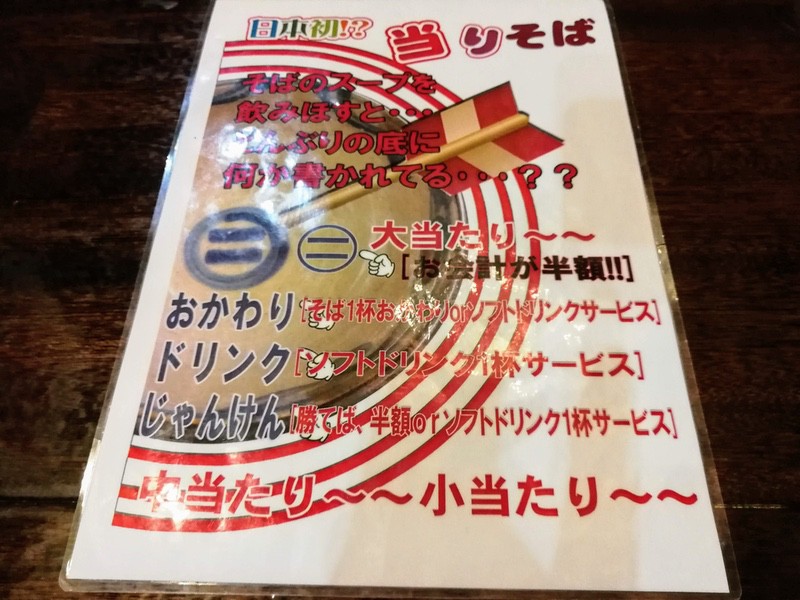 日本初!?
当りそば
そばのスープを
飲みほすと・・・
どんぶりの底に
何か書かれてる・・・??
大当たり〜〜
[お会計が半額!!]
おかわり[そば1杯おかわりorソフトドリンクサービス]
ドリンク[ソフトドリンク1杯サービス]
じゃんけん[勝てば、半額orソフトドリンク1杯サービス]
中当たり〜〜小当たり〜〜